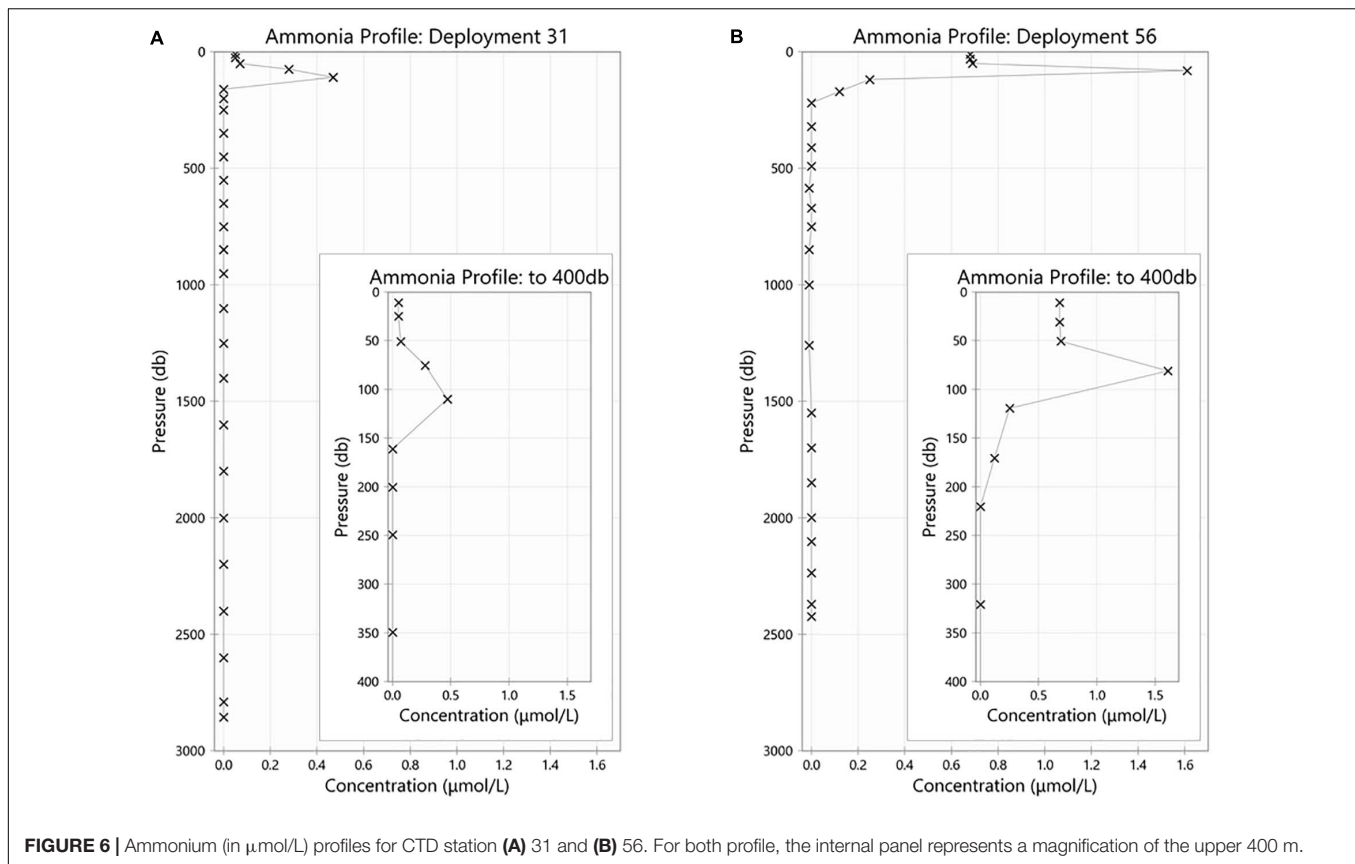 A
Ammonia Profile: Deployment 31
0
500
1000
1500
2000
2500
3000
Pressure (db)
0.0 0.2 0.4 0.6 0.8 1.0 1.2 1.4 1.6
Concentration (μmol/L)
Ammonia Profile: to 400db
0
50
100
150
200
250
300
350
400
Pressure (db)
0.0 0.5 1.0 1.5
Concentration (μmol/L)
B
Ammonia Profile: Deployment 56
0
500
1000
1500
2000
2500
3000
Pressure (db)
0.0 0.2 0.4 0.6 0.8 1.0 1.2 1.4 1.6
Concentration (μmol/L)
Ammonia Profile: to 400db
0
50
100
150
200
250
300
350
400
Pressure (db)
0.0 0.5 1.0 1.5
Concentration (μmol/L)
FIGURE 6 | Ammonium (in μmol/L) profiles for CTD station (A) 31 and (B) 56. For both profile, the internal panel represents a magnification of the upper 400 m.